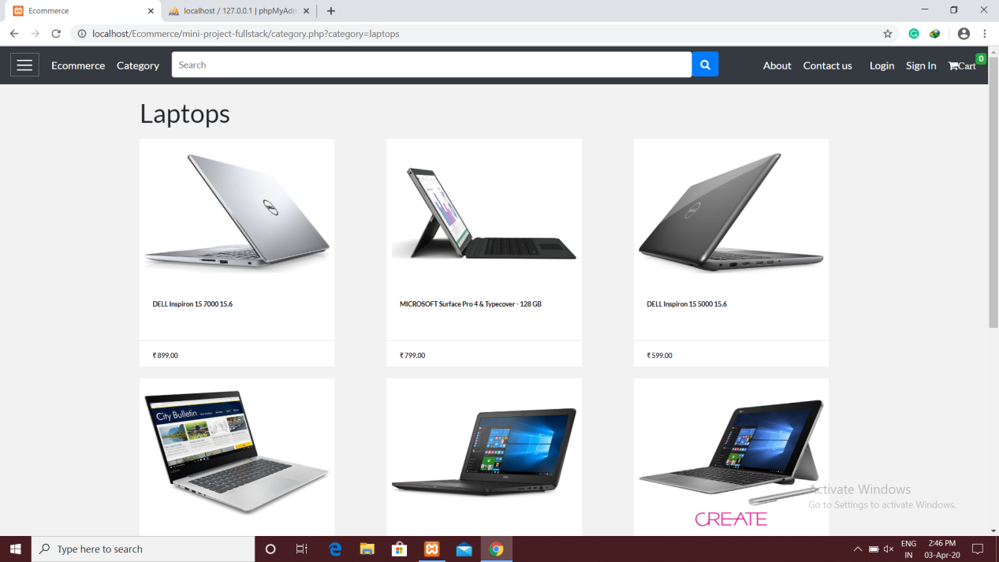 Ecommerce
localhost / 127.0.0.1 | phpMyAdm
localhost/Ecommerce/mini-project-fullstack/category.php?category=laptops
Ecommerce Category Search About Contact us Login Sign In Cart 0
Laptops
DELL Inspiron 15 7000 15.6
MICROSOFT Surface Pro 4 & Typecover - 128 GB
DELL Inspiron 15 5000 15.6
₹ 899.00
₹ 799.00
₹ 599.00
City Bulletin
CREATE
Activate Windows
Go to Settings to activate Windows.
Type here to search
ENG
IN
2:46 PM
03-Apr-20